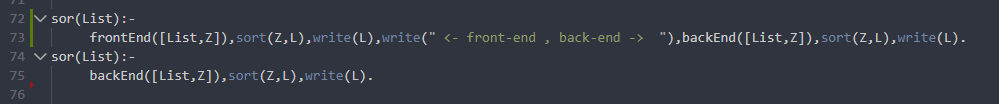 72 sor(List):-
73 frontEnd([List,Z]),sort(Z,L),write(L),write(" <- front-end , back-end ->  "),backEnd([List,Z]),sort(Z,L),write(L).
74 sor(List):-
75 backEnd([List,Z]),sort(Z,L),write(L).
76